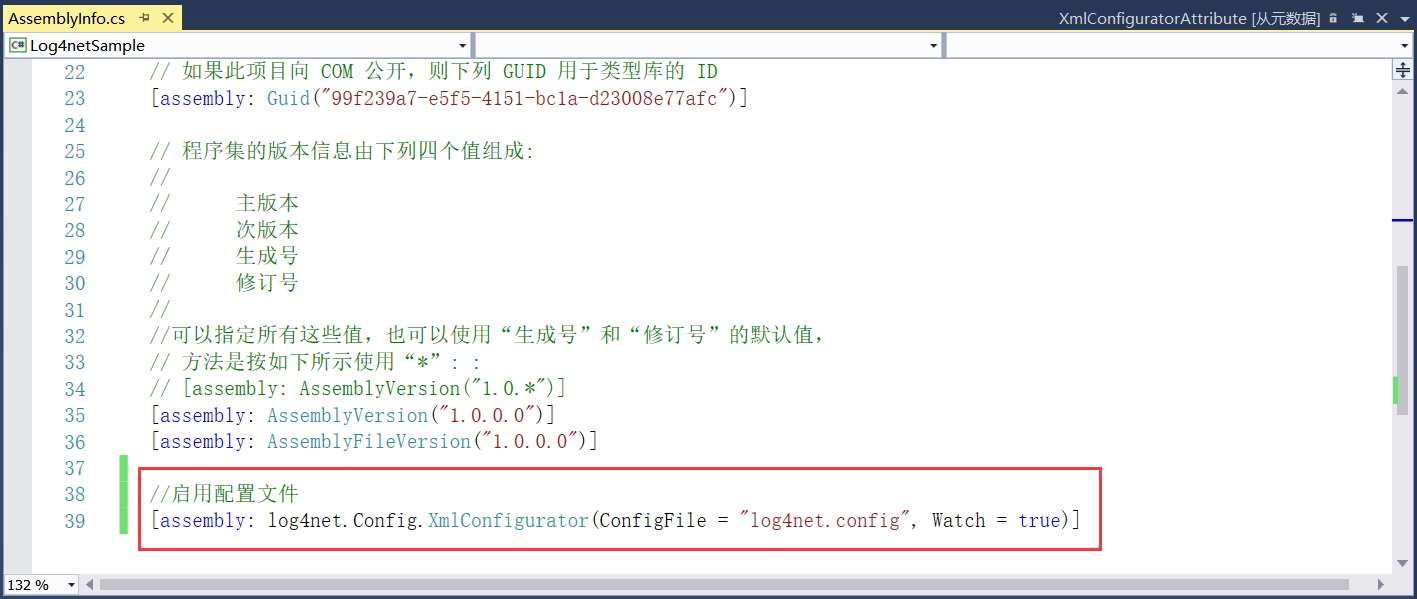 AssemblyInfo.cs
XmlConfiguratorAttribute [从元数据]
C# Log4netSample
22 // 如果此项目向 COM 公开，则下列 GUID 用于类型库的 ID
23 [assembly: Guid("99f239a7-e5f5-4151-bc1a-d23008e77afc")]
24
25 // 程序集的版本信息由下列四个值组成:
26 //
27 //      主版本
28 //      次版本
29 //      生成号
30 //      修订号
31 //
32 //可以指定所有这些值，也可以使用“生成号”和“修订号”的默认值，
33 // 方法是按如下所示使用“*”: :
34 // [assembly: AssemblyVersion("1.0.*")]
35 [assembly: AssemblyVersion("1.0.0.0")]
36 [assembly: AssemblyFileVersion("1.0.0.0")]
37
38 //启用配置文件
39 [assembly: log4net.Config.XmlConfigurator(ConfigFile = "log4net.config", Watch = true)]
132 %